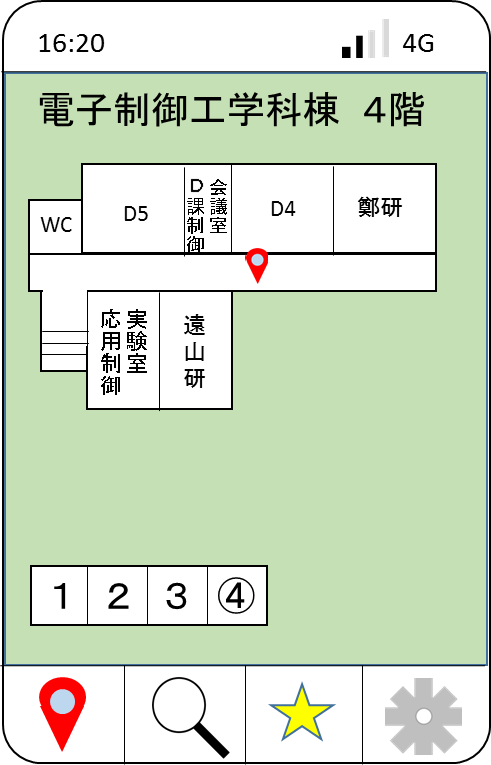 16:20
4G
電子制御工学科棟　４階
WC
D5
Ｄ課制御
会議室
D4
鄭研
応用制御
実験室
遠山研
１ ２ ３ ④